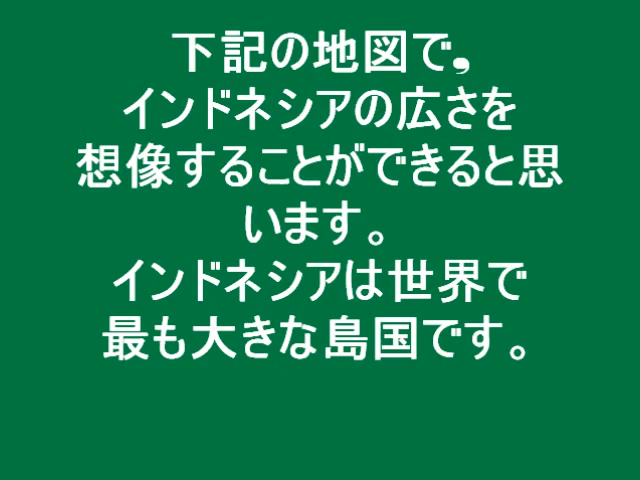 下記の地図で,
インドネシアの広さを
想像することができると思
います。
インドネシアは世界で
最も大きな島国です。